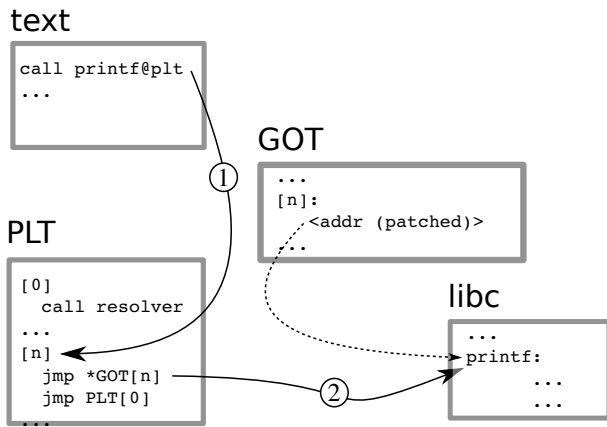 text
call printf@plt
...
1
GOT
...
[n]:
<addr (patched)>
...
PLT
[0]
call resolver
...
[n]
jmp *GOT[n]
jmp PLT[0]
...
2
libc
...
printf:
...
...